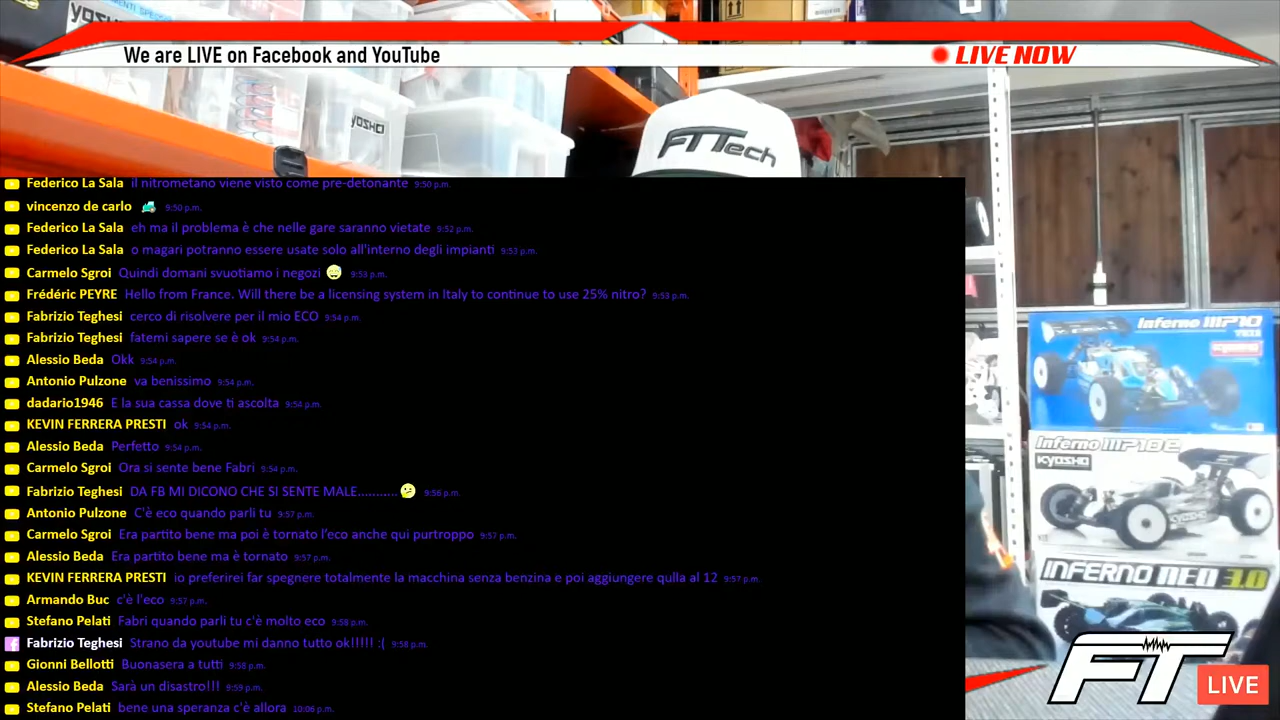 YOSHO
We are LIVE on Facebook and YouTube
LIVE NOW
YOSHO
FTTech
Federico La Sala il nitrometano viene visto come pre-detonante 9:50 p.m.
vincenzo de carlo 9:50 p.m.
Federico La Sala eh ma il problema è che nelle gare saranno vietate 9:52 p.m.
Federico La Sala o magari potranno essere usate solo all'interno degli impianti 9:53 p.m.
Carmelo Sgroi Quindi domani svuotiamo i negozi 😅 9:53 p.m.
Frédéric PEYRE Hello from France. Will there be a licensing system in Italy to continue to use 25% nitro? 9:53 p.m.
Fabrizio Teghesi cerco di risolvere per il mio ECO 9:54 p.m.
Fabrizio Teghesi fatemi sapere se è ok 9:54 p.m.
Alessio Beda Okk 9:54 p.m.
Antonio Pulzone va benissimo 9:54 p.m.
dadario1946 E la sua cassa dove ti ascolta 9:54 p.m.
KEVIN FERRERA PRESTI ok 9:54 p.m.
Alessio Beda Perfetto 9:54 p.m.
Carmelo Sgroi Ora si sente bene Fabri 9:54 p.m.
Fabrizio Teghesi DA FB MI DICONO CHE SI SENTE MALE........... 🤔 9:56 p.m.
Antonio Pulzone C'è eco quando parli tu 9:57 p.m.
Carmelo Sgroi Era partito bene ma poi è tornato l'eco anche qui purtroppo 9:57 p.m.
Alessio Beda Era partito bene ma è tornato 9:57 p.m.
KEVIN FERRERA PRESTI io preferirei far spegnere totalmente la macchina senza benzina e poi aggiungere qulla al 12 9:57 p.m.
Armando Buc c'è l'eco 9:57 p.m.
Stefano Pelati Fabri quando parli tu c'è molto eco 9:58 p.m.
Fabrizio Teghesi Strano da youtube mi danno tutto ok!!!!! :( 9:58 p.m.
Gionni Bellotti Buonasera a tutti 9:58 p.m.
Alessio Beda Sarà un disastro!!! 9:59 p.m.
Stefano Pelati bene una speranza c'è allora 10:06 p.m.
Inferno MP10
Inferno MP10e
KYOSHO
INFERNO NEO 3.0
FT
LIVE